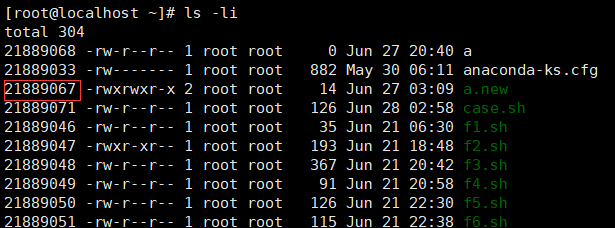 [root@localhost ~]# ls -li
total 304
21889068 -rw-r--r-- 1 root root    0 Jun 27 20:40 a
21889033 -rw------- 1 root root  882 May 30 06:11 anaconda-ks.cfg
21889067 -rwxrwxr-x 2 root root   14 Jun 27 03:09 a.new
21889071 -rw-r--r-- 1 root root  126 Jun 28 02:58 case.sh
21889046 -rw-r--r-- 1 root root   35 Jun 21 06:30 f1.sh
21889047 -rwxr-xr-- 1 root root  193 Jun 21 18:48 f2.sh
21889048 -rw-r--r-- 1 root root  367 Jun 21 20:42 f3.sh
21889049 -rw-r--r-- 1 root root   91 Jun 21 20:58 f4.sh
21889050 -rw-r--r-- 1 root root  126 Jun 21 22:30 f5.sh
21889051 -rw-r--r-- 1 root root  115 Jun 21 22:38 f6.sh